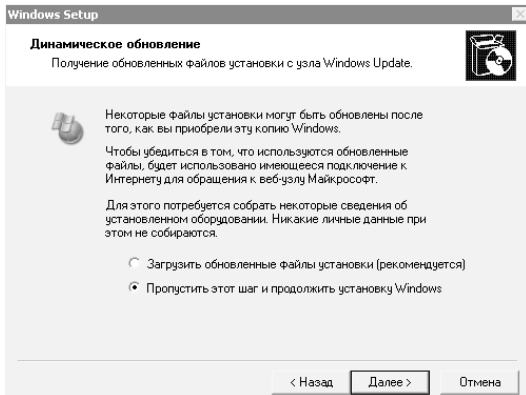 Windows Setup
Динамическое обновление
Получение обновленных файлов установки с узла Windows Update.
Некоторые файлы установки могут быть обновлены после
того, как вы приобрели эту копию Windows.
Чтобы убедиться в том, что используются обновленные
файлы, будет использовано имеющееся подключение к
Интернету для обращения к веб-узлу Майкрософт.
Для этого потребуется собрать некоторые сведения об
установленном оборудовании. Никакие личные данные при
этом не собираются.
Загрузить обновленные файлы установки (рекомендуется)
Пропустить этот шаг и продолжить установку Windows
< Назад Далее > Отмена